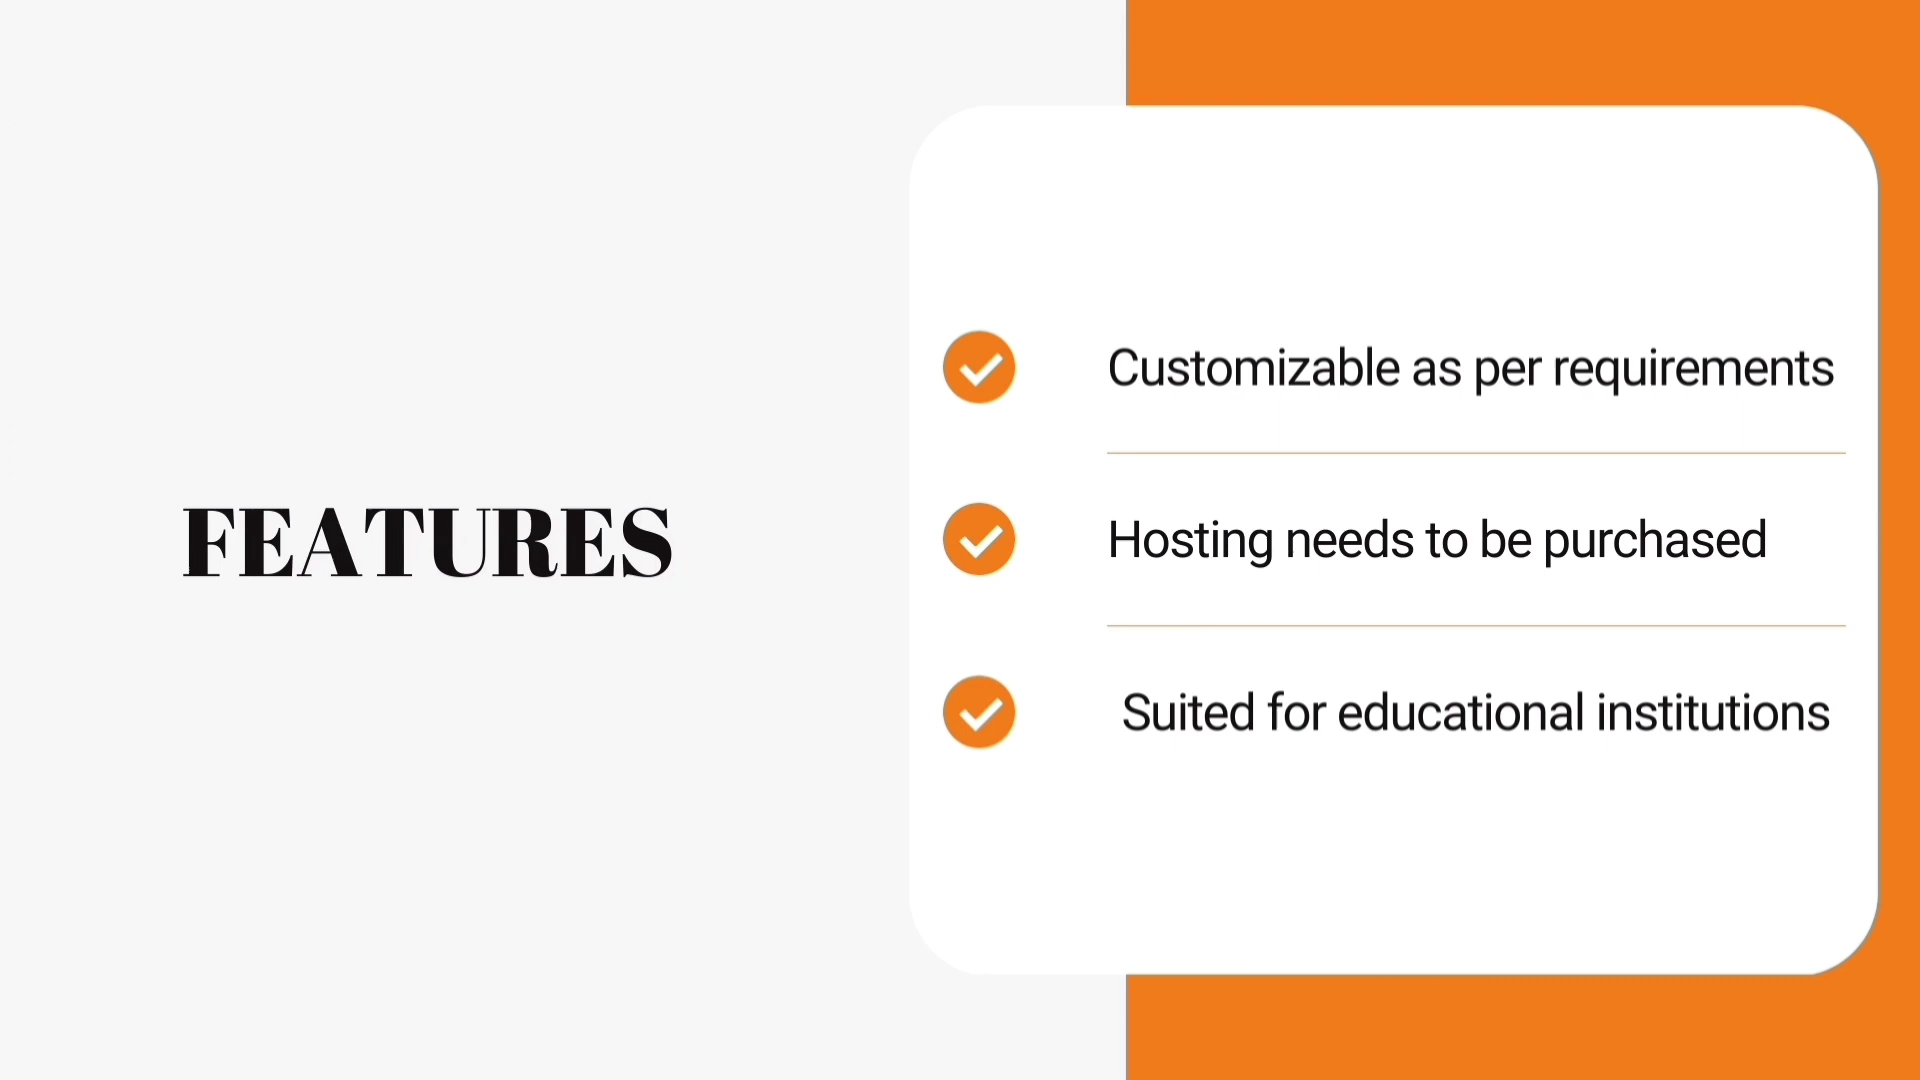 FEATURES
Customizable as per requirements
Hosting needs to be purchased
Suited for educational institutions